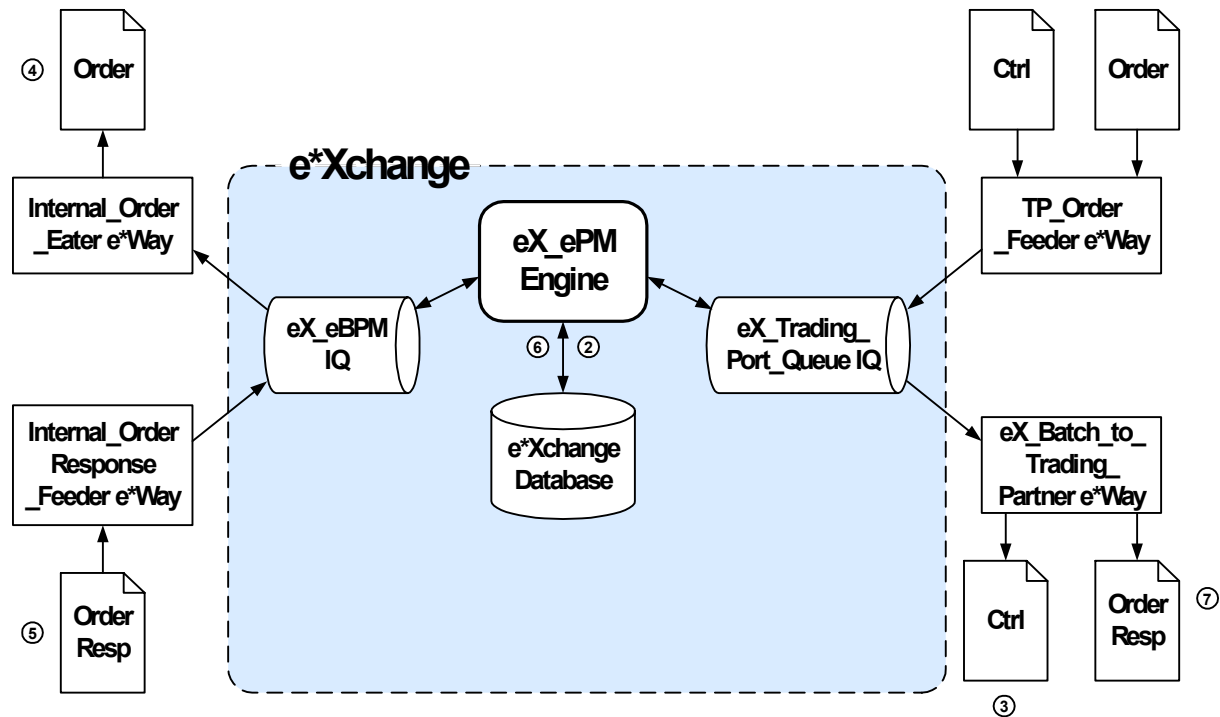 ④
Order
Ctrl
Order
e*Xchange
Internal_Order
_Eater e*Way
eX_ePM
Engine
TP_Order
_Feeder e*Way
eX_eBPM
IQ
⑥
②
eX_Trading_
Port_Queue IQ
Internal_Order
Response
_Feeder e*Way
e*Xchange
Database
eX_Batch_to_
Trading_
Partner e*Way
⑤
Order
Resp
Ctrl
Order
Resp
⑦
③